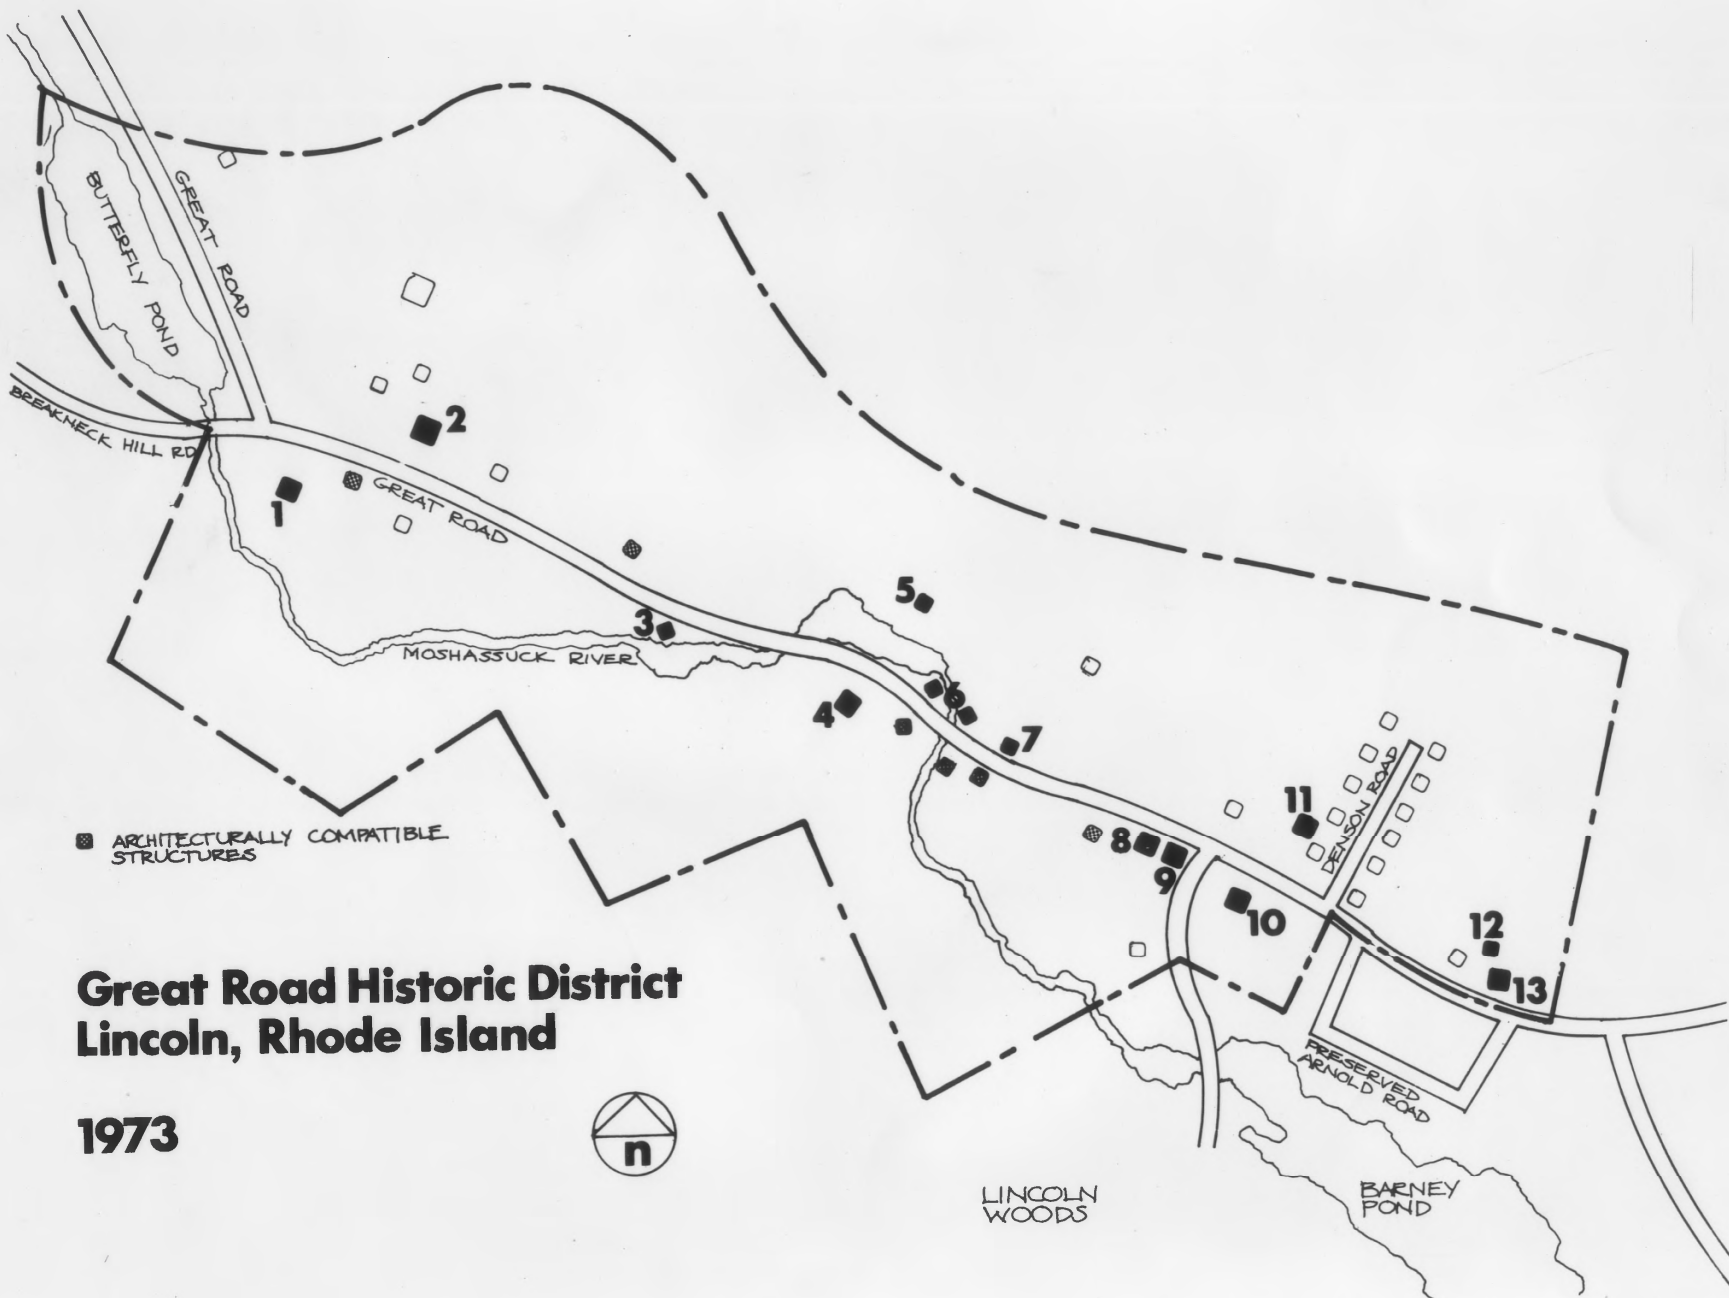 GREAT ROAD
BUTTERFLY POND
BREAKNECK HILL RD
2
1
GREAT ROAD
5
3
MOSHASSUCK RIVER
6
4
7
11
DENSON ROAD
8
9
10
12
13
ARCHITECTURALLY COMPATIBLE
STRUCTURES
Great Road Historic District
Lincoln, Rhode Island
1973
n
PRESERVED
ARNOLD ROAD
LINCOLN
WOODS
BARNEY
POND